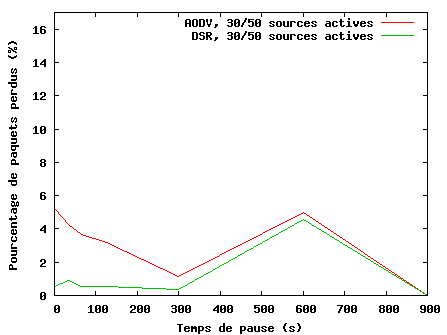 AODV, 30/50 sources actives
DSR, 30/50 sources actives
Pourcentage de paquets perdus (%)
16
14
12
10
8
6
4
2
0
0 100 200 300 400 500 600 700 800 900
Temps de pause (s)